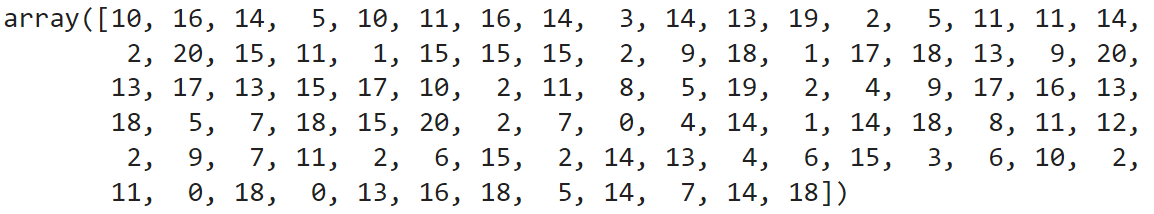 array([10, 16, 14,  5, 10, 11, 16, 14,  3, 14, 13, 19,  2,  5, 11, 11, 14,
        2, 20, 15, 11,  1, 15, 15, 15,  2,  9, 18,  1, 17, 18, 13,  9, 20,
       13, 17, 13, 15, 17, 10,  2, 11,  8,  5, 19,  2,  4,  9, 17, 16, 13,
       18,  5,  7, 18, 15, 20,  2,  7,  0,  4, 14,  1, 14, 18,  8, 11, 12,
        2,  9,  7, 11,  2,  6, 15,  2, 14, 13,  4,  6, 15,  3,  6, 10,  2,
       11,  0, 18,  0, 13, 16, 18,  5, 14,  7, 14, 18])